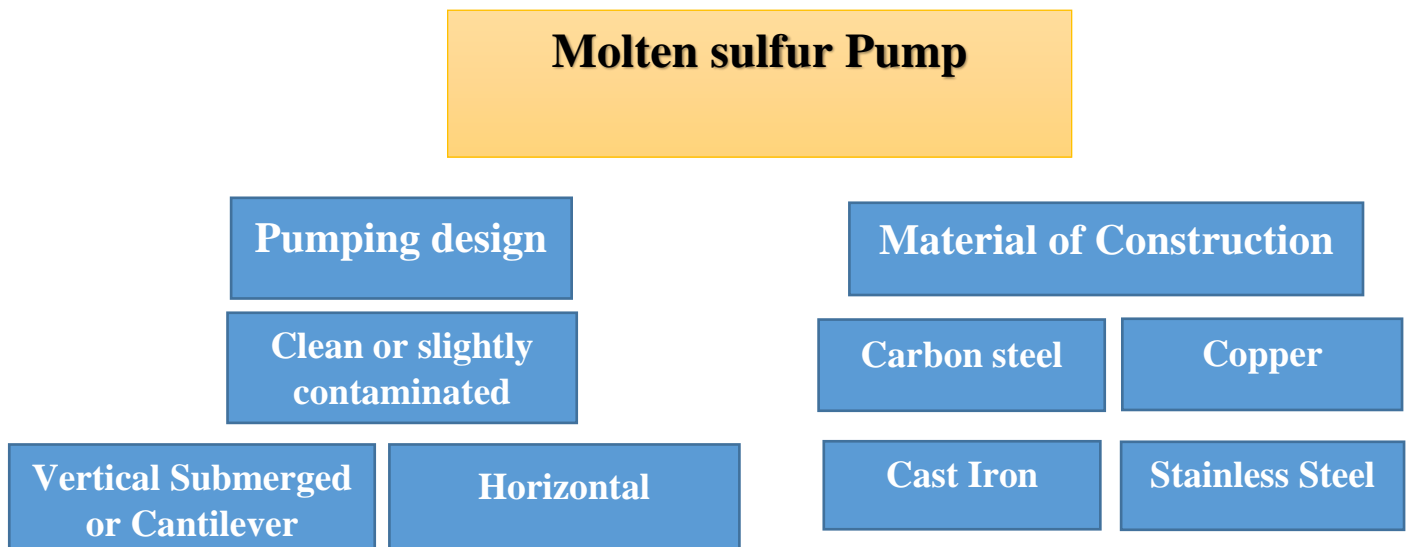 Molten sulfur Pump
Pumping design
Material of Construction
Clean or slightly
contaminated
Carbon steel
Copper
Vertical Submerged
or Cantilever
Horizontal
Cast Iron
Stainless Steel